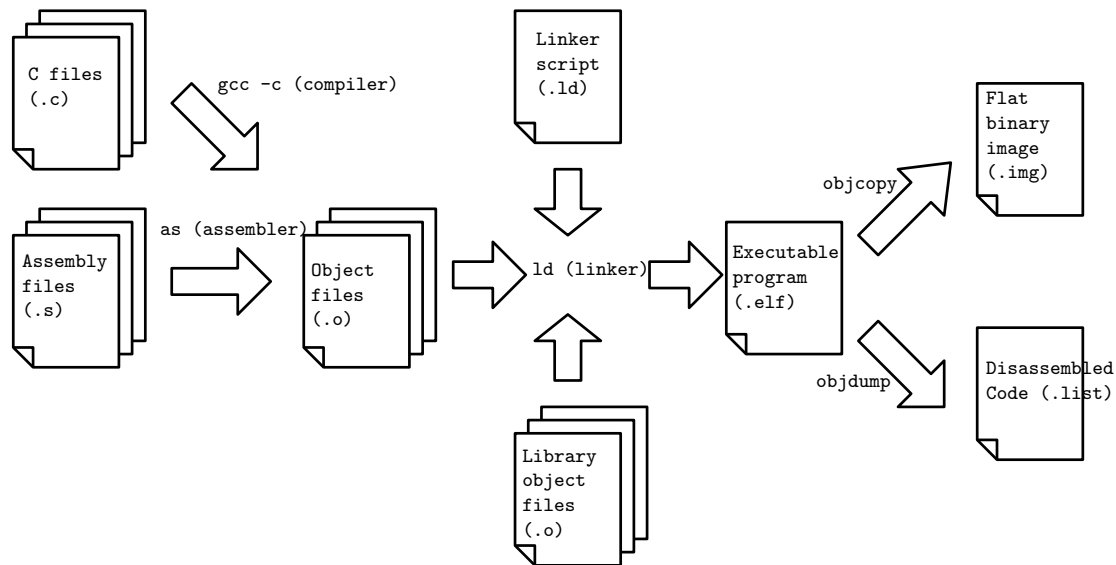 C files
(.c)
gcc -c (compiler)
Linker
script
(.ld)
Flat
binary
image
(.img)
objcopy
as (assembler)
Assembly
files
(.s)
Object
files
(.o)
ld (linker)
Executable
program
(.elf)
objdump
Disassembled
Code (.list)
Library
object
files
(.o)